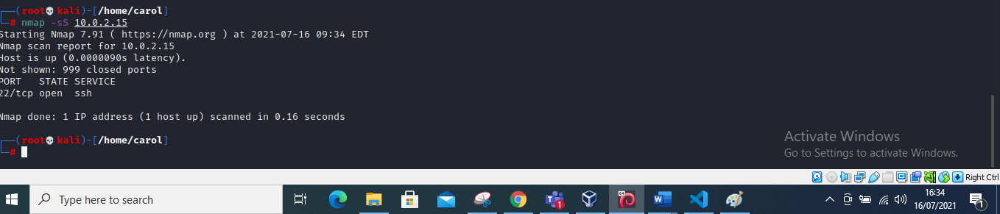 ┌──(root💀kali)-[/home/carol]
└─# nmap -sS 10.0.2.15
Starting Nmap 7.91 ( https://nmap.org ) at 2021-07-16 09:34 EDT
Nmap scan report for 10.0.2.15
Host is up (0.0000090s latency).
Not shown: 999 closed ports
PORT   STATE SERVICE
22/tcp open  ssh
Nmap done: 1 IP address (1 host up) scanned in 0.16 seconds
┌──(root💀kali)-[/home/carol]
└─#
Activate Windows
Go to Settings to activate Windows.
Right Ctrl
Type here to search
64
1
W
16:34
16/07/2021
1